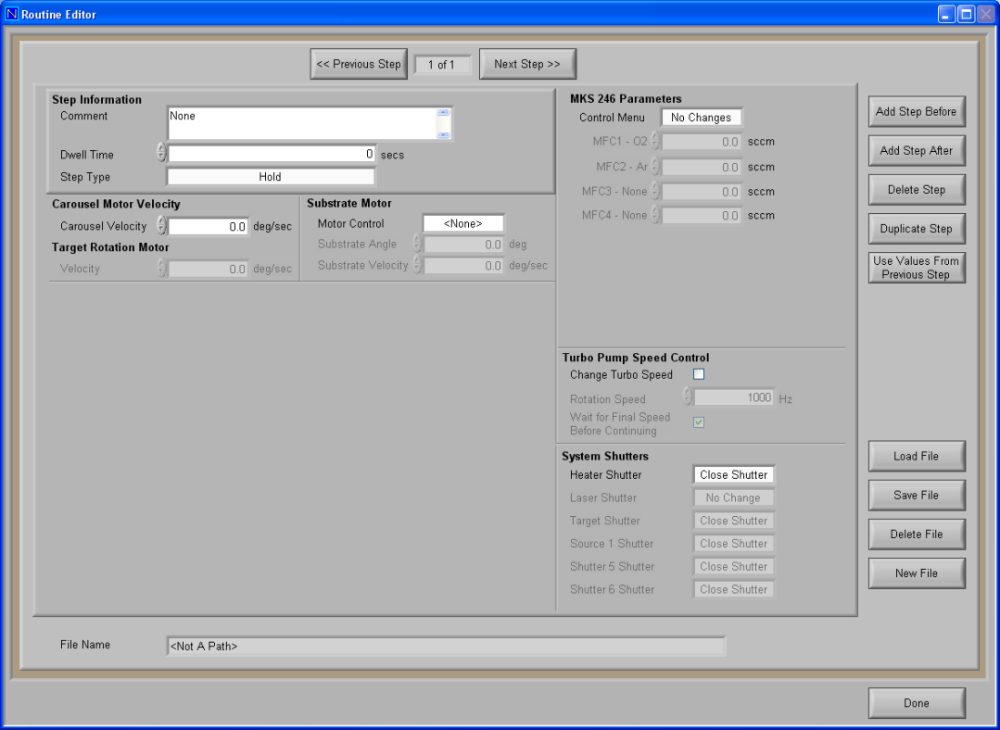 Routine Editor
<< Previous Step
1 of 1
Next Step >>
Step Information
Comment
None
Dwell Time
0 secs
Step Type
Hold
Carousel Motor Velocity
Carousel Velocity
0.0 deg/sec
Target Rotation Motor
Velocity
0.0 deg/sec
Substrate Motor
Motor Control
<None>
Substrate Angle
0.0 deg
Substrate Velocity
0.0 deg/sec
MKS 246 Parameters
Control Menu
No Changes
MFC1 - O2
0.0 sccm
MFC2 - Ar
0.0 sccm
MFC3 - None
0.0 sccm
MFC4 - None
0.0 sccm
Turbo Pump Speed Control
Change Turbo Speed
Rotation Speed
1000 Hz
Wait for Final Speed
Before Continuing
System Shutters
Heater Shutter
Close Shutter
Laser Shutter
No Change
Target Shutter
Close Shutter
Source 1 Shutter
Close Shutter
Shutter 5 Shutter
Close Shutter
Shutter 6 Shutter
Close Shutter
Add Step Before
Add Step After
Delete Step
Duplicate Step
Use Values From
Previous Step
Load File
Save File
Delete File
New File
File Name
<Not A Path>
Done